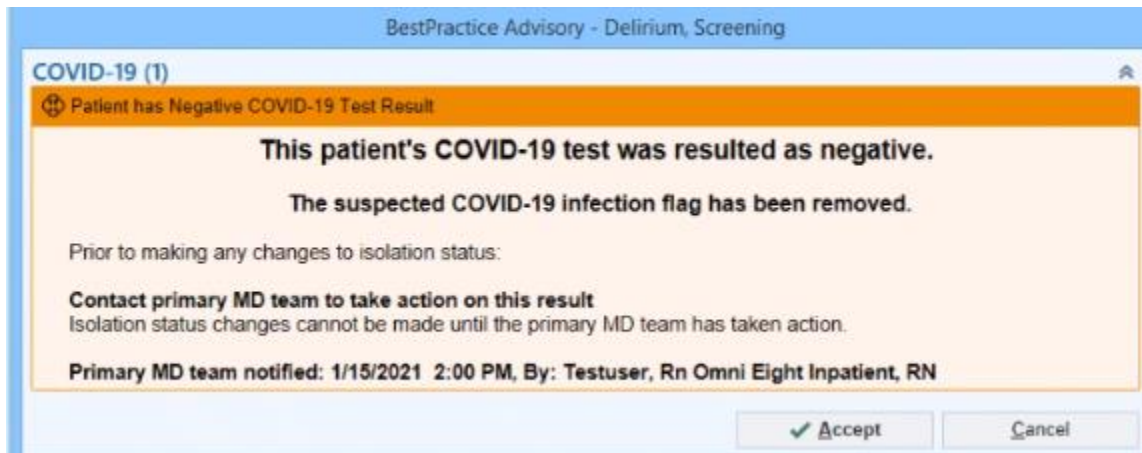 BestPractice Advisory - Delirium, Screening
COVID-19 (1)
Patient has Negative COVID-19 Test Result
This patient's COVID-19 test was resulted as negative.
The suspected COVID-19 infection flag has been removed.
Prior to making any changes to isolation status:
Contact primary MD team to take action on this result
Isolation status changes cannot be made until the primary MD team has taken action.
Primary MD team notified: 1/15/2021 2:00 PM, By: Testuser, Rn Omni Eight Inpatient, RN
Accept Cancel